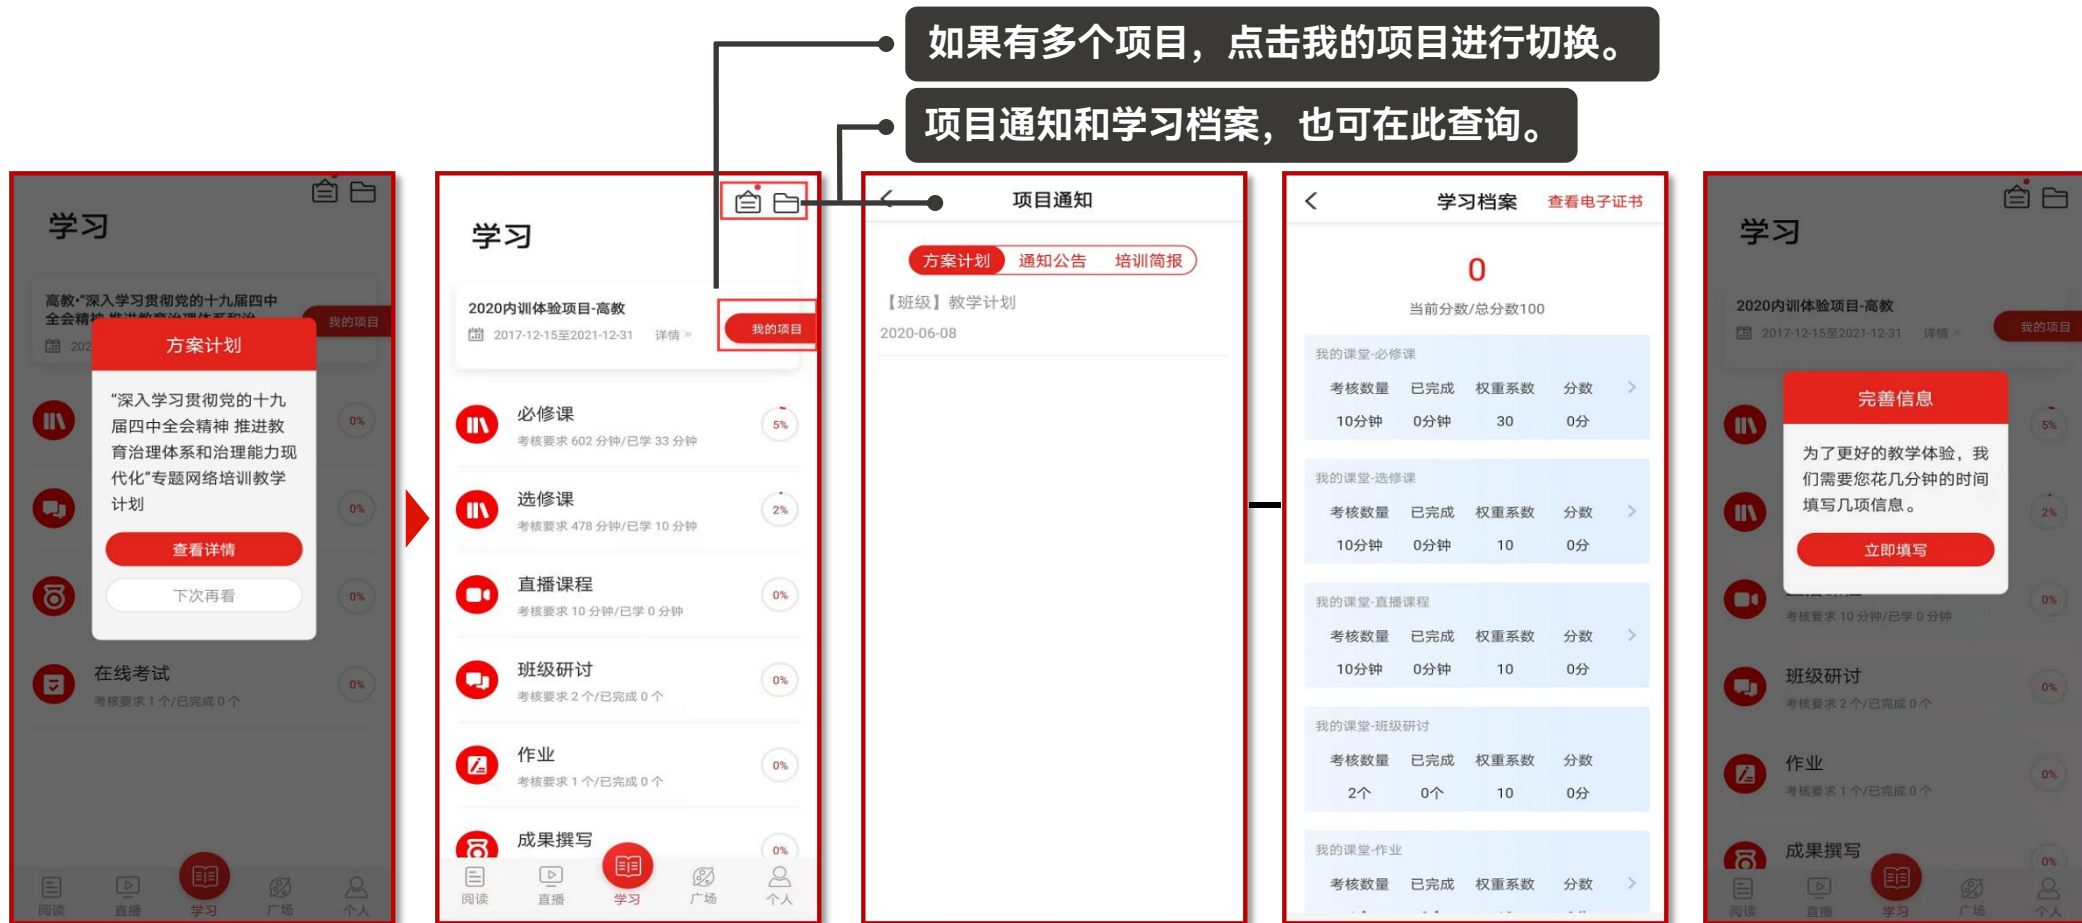 如果有多个项目，点击我的项目进行切换。
项目通知和学习档案，也可在此查询。
学习
高教·“深入学习贯彻党的十九届四中
全会精神 推进教育治理体系和治
我的项目
202
方案计划
“深入学习贯彻党的十九
届四中全会精神 推进教
育治理体系和治理能力现
代化”专题网络培训教学
计划
查看详情
下次再看
0%
0%
0%
在线考试
考核要求 1 个/已完成 0 个
0%
阅读
直播
学习
广场
个人
学习
2020内训体验项目-高教
2017-12-15至2021-12-31
详情 »
我的项目
必修课
考核要求 602 分钟/已学 33 分钟
5%
选修课
考核要求 478 分钟/已学 10 分钟
2%
直播课程
考核要求 10 分钟/已学 0 分钟
0%
班级研讨
考核要求 2 个/已完成 0 个
0%
作业
考核要求 1 个/已完成 0 个
0%
成果撰写
0%
阅读
直播
学习
广场
个人
项目通知
方案计划 通知公告 培训简报
【班级】教学计划
2020-06-08
学习档案
查看电子证书
0
当前分数/总分数100
我的课堂-必修课
考核数量 已完成 权重系数 分数
10分钟 0分钟 30 0分
我的课堂-选修课
考核数量 已完成 权重系数 分数
10分钟 0分钟 10 0分
我的课堂-直播课程
考核数量 已完成 权重系数 分数
10分钟 0分钟 10 0分
我的课堂-班级研讨
考核数量 已完成 权重系数 分数
2个 0个 10 0分
我的课堂-作业
考核数量 已完成 权重系数 分数
学习
2020内训体验项目-高教
2017-12-15至2021-12-31
详情 »
我的项目
完善信息
为了更好的教学体验，我
们需要您花几分钟的时间
填写几项信息。
立即填写
5%
2%
考核要求 10 分钟/已学 0 分钟
0%
班级研讨
考核要求 2 个/已完成 0 个
0%
作业
考核要求 1 个/已完成 0 个
0%
成果撰写
0%
阅读
直播
学习
广场
个人